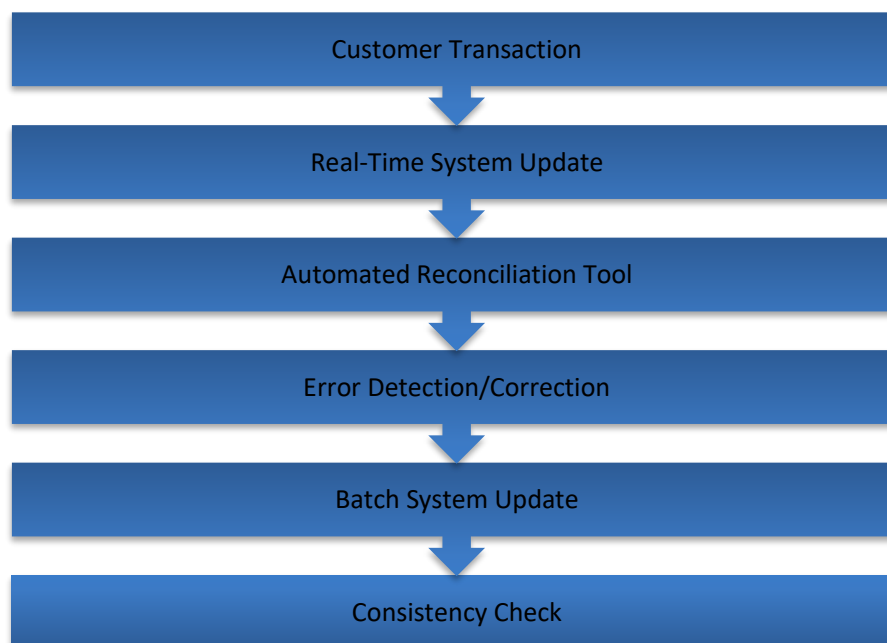 Customer Transaction
Real-Time System Update
Automated Reconciliation Tool
Error Detection/Correction
Batch System Update
Consistency Check